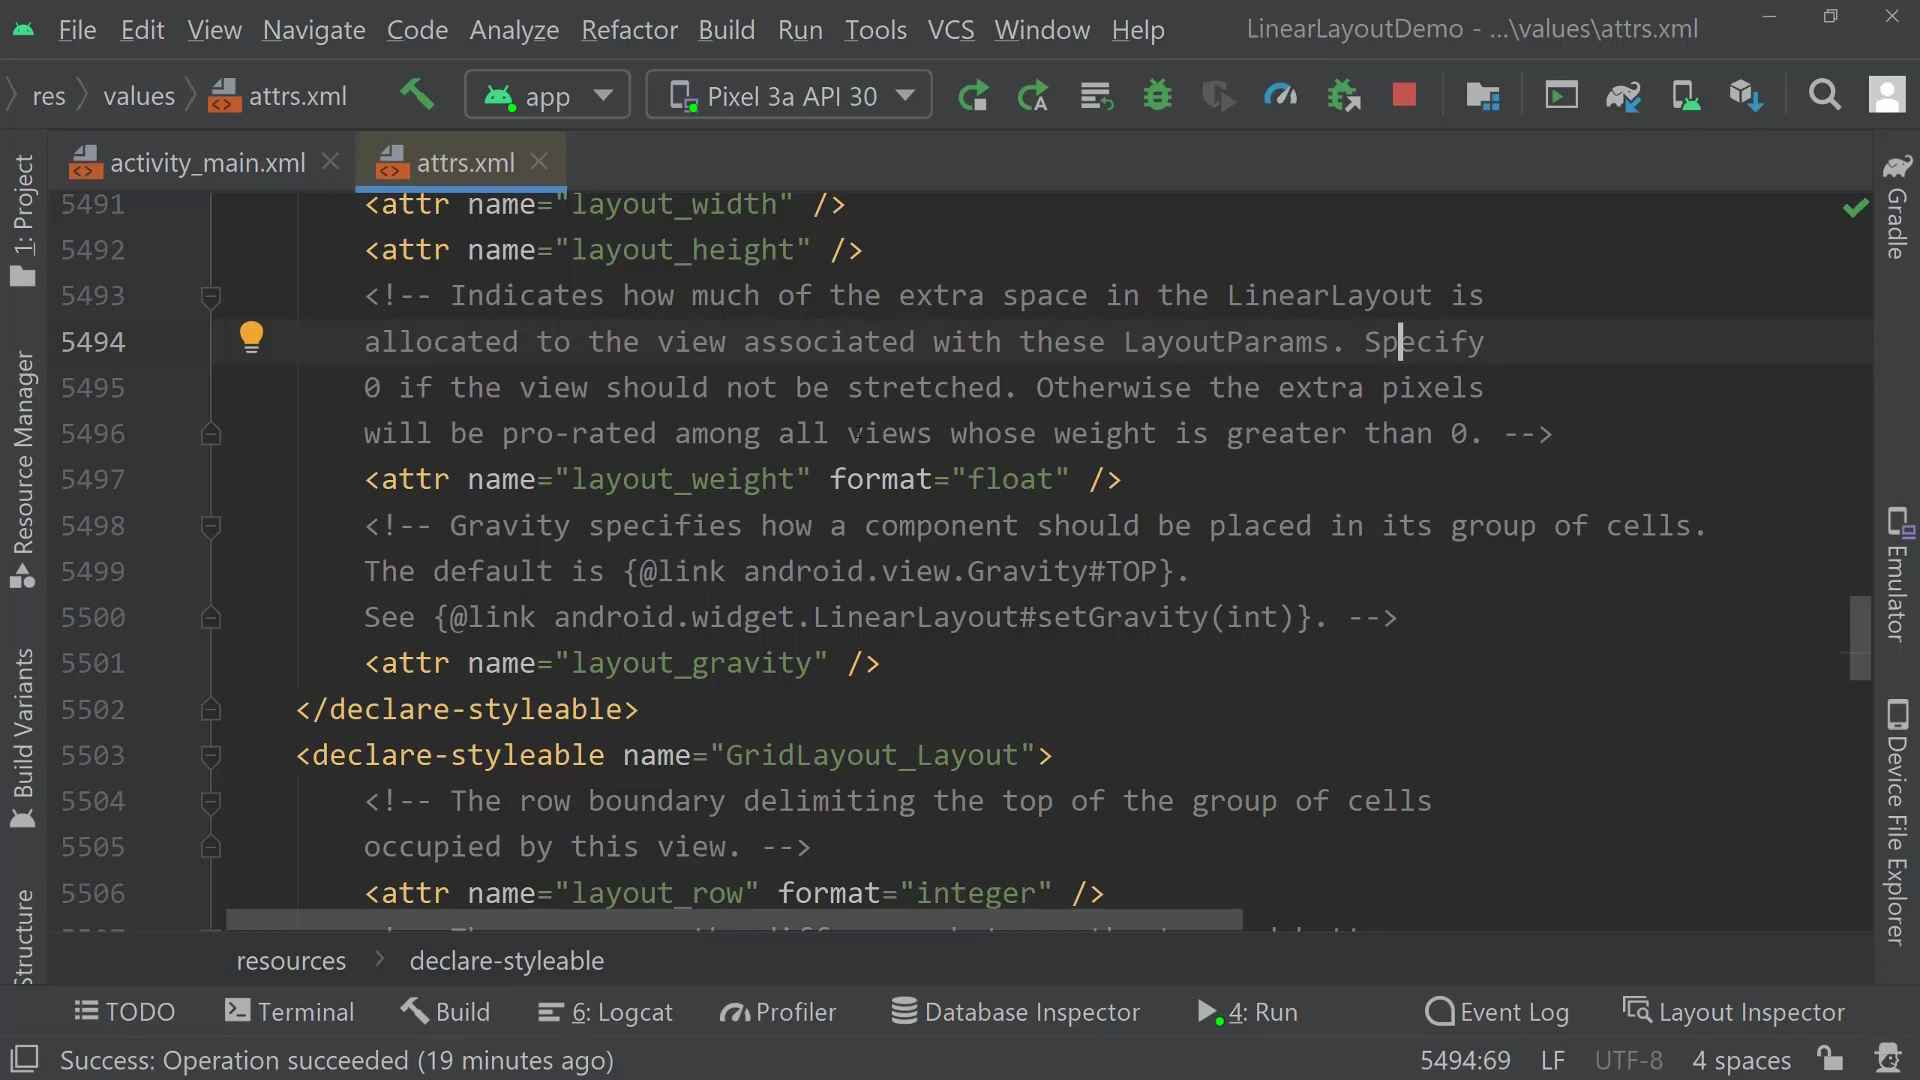 File Edit View Navigate Code Analyze Refactor Build Run Tools VCS Window Help LinearLayoutDemo - ...\values\attrs.xml
res values attrs.xml app Pixel 3a API 30
activity_main.xml attrs.xml
5491 <attr name="layout_width" />
5492 <attr name="layout_height" />
5493 <!-- Indicates how much of the extra space in the LinearLayout is
5494 allocated to the view associated with these LayoutParams. Specify
5495 0 if the view should not be stretched. Otherwise the extra pixels
5496 will be pro-rated among all views whose weight is greater than 0. -->
5497 <attr name="layout_weight" format="float" />
5498 <!-- Gravity specifies how a component should be placed in its group of cells.
5499 The default is {@link android.view.Gravity#TOP}.
5500 See {@link android.widget.LinearLayout#setGravity(int)}. -->
5501 <attr name="layout_gravity" />
5502 </declare-styleable>
5503 <declare-styleable name="GridLayout_Layout">
5504 <!-- The row boundary delimiting the top of the group of cells
5505 occupied by this view. -->
5506 <attr name="layout_row" format="integer" />
1: Project
Resource Manager
Build Variants
Structure
Gradle
Emulator
Device File Explorer
resources declare-styleable
TODO Terminal Build 6: Logcat Profiler Database Inspector 4: Run Event Log Layout Inspector
Success: Operation succeeded (19 minutes ago) 5494:69 LF UTF-8 4 spaces